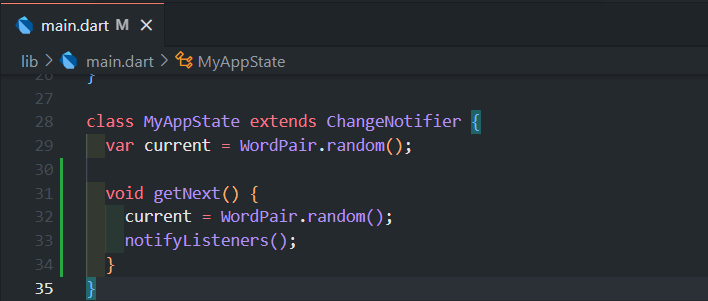 main.dart M ×
lib > main.dart > MyAppState
26 }
27
28 class MyAppState extends ChangeNotifier {
29   var current = WordPair.random();
30
31   void getNext() {
32     current = WordPair.random();
33     notifyListeners();
34   }
35 }